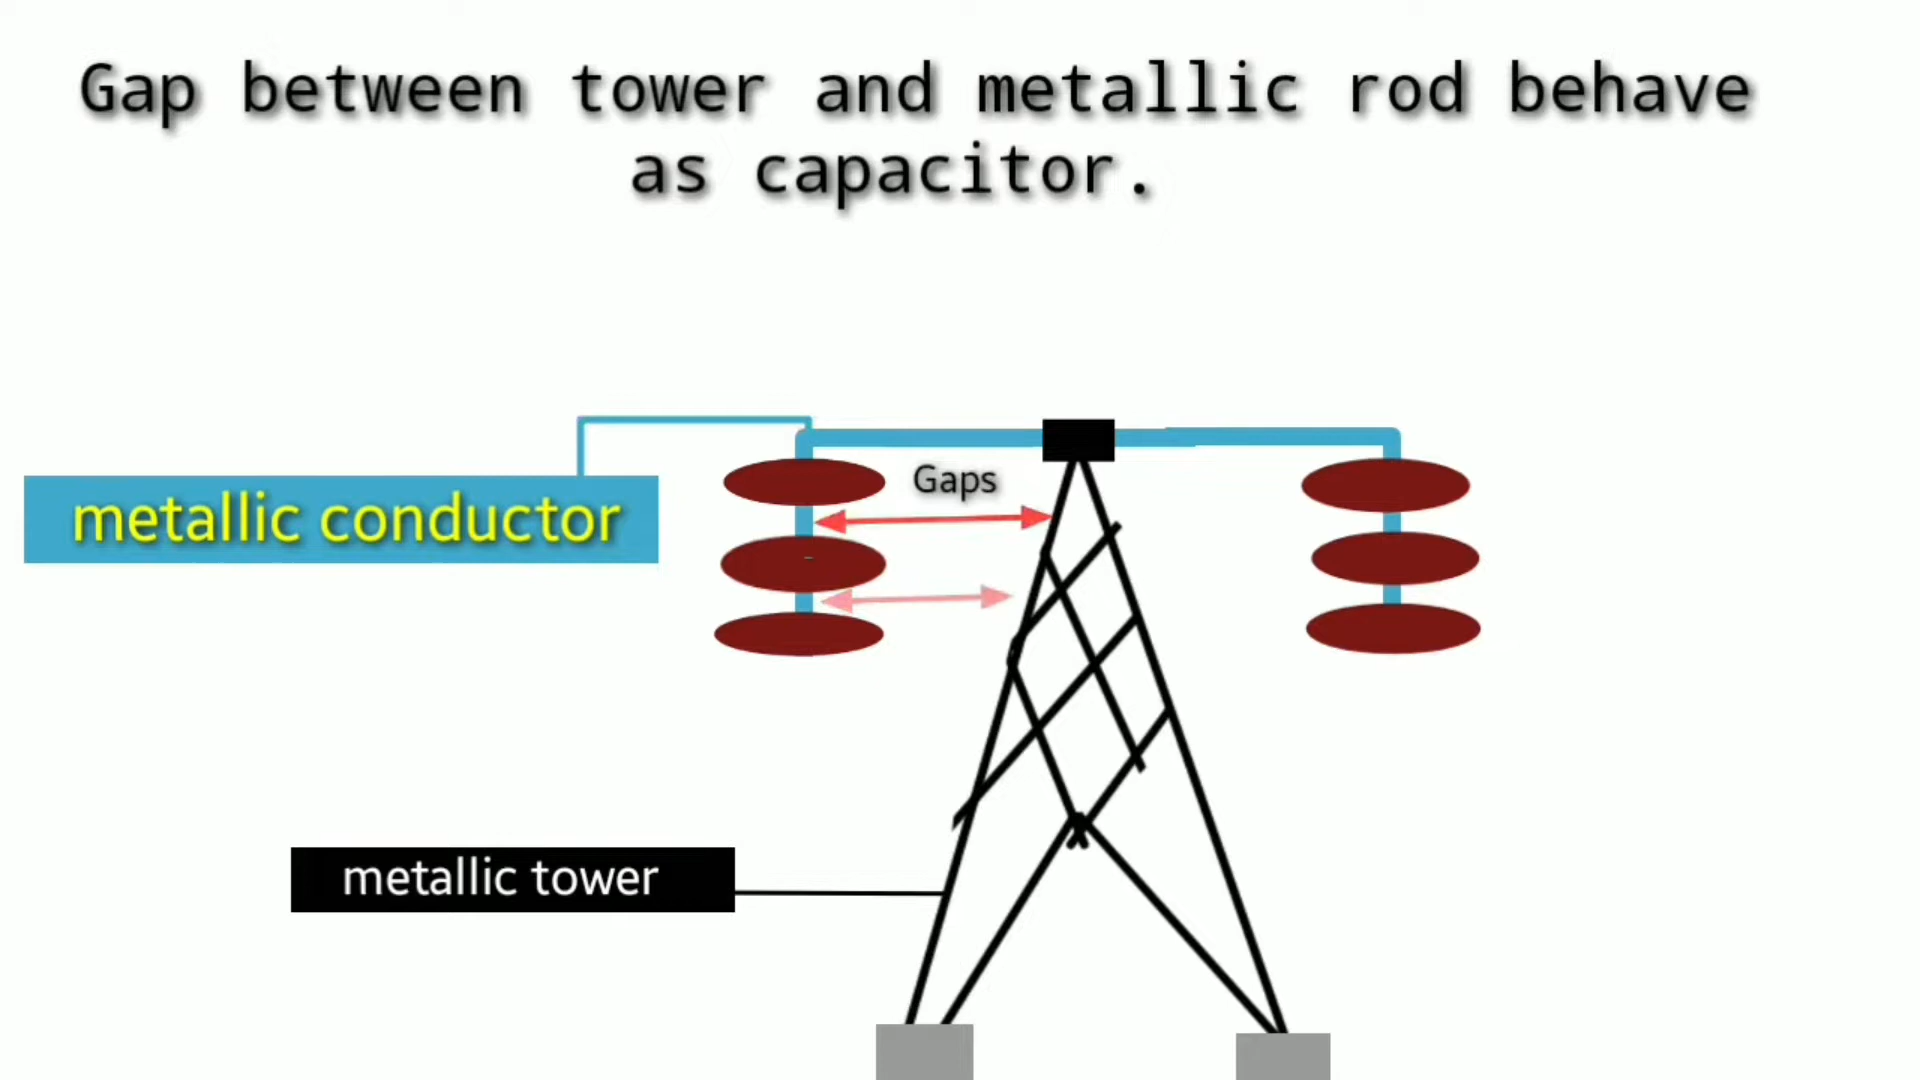 Gap between tower and metallic rod behave
as capacitor.
Gaps
metallic conductor
metallic tower